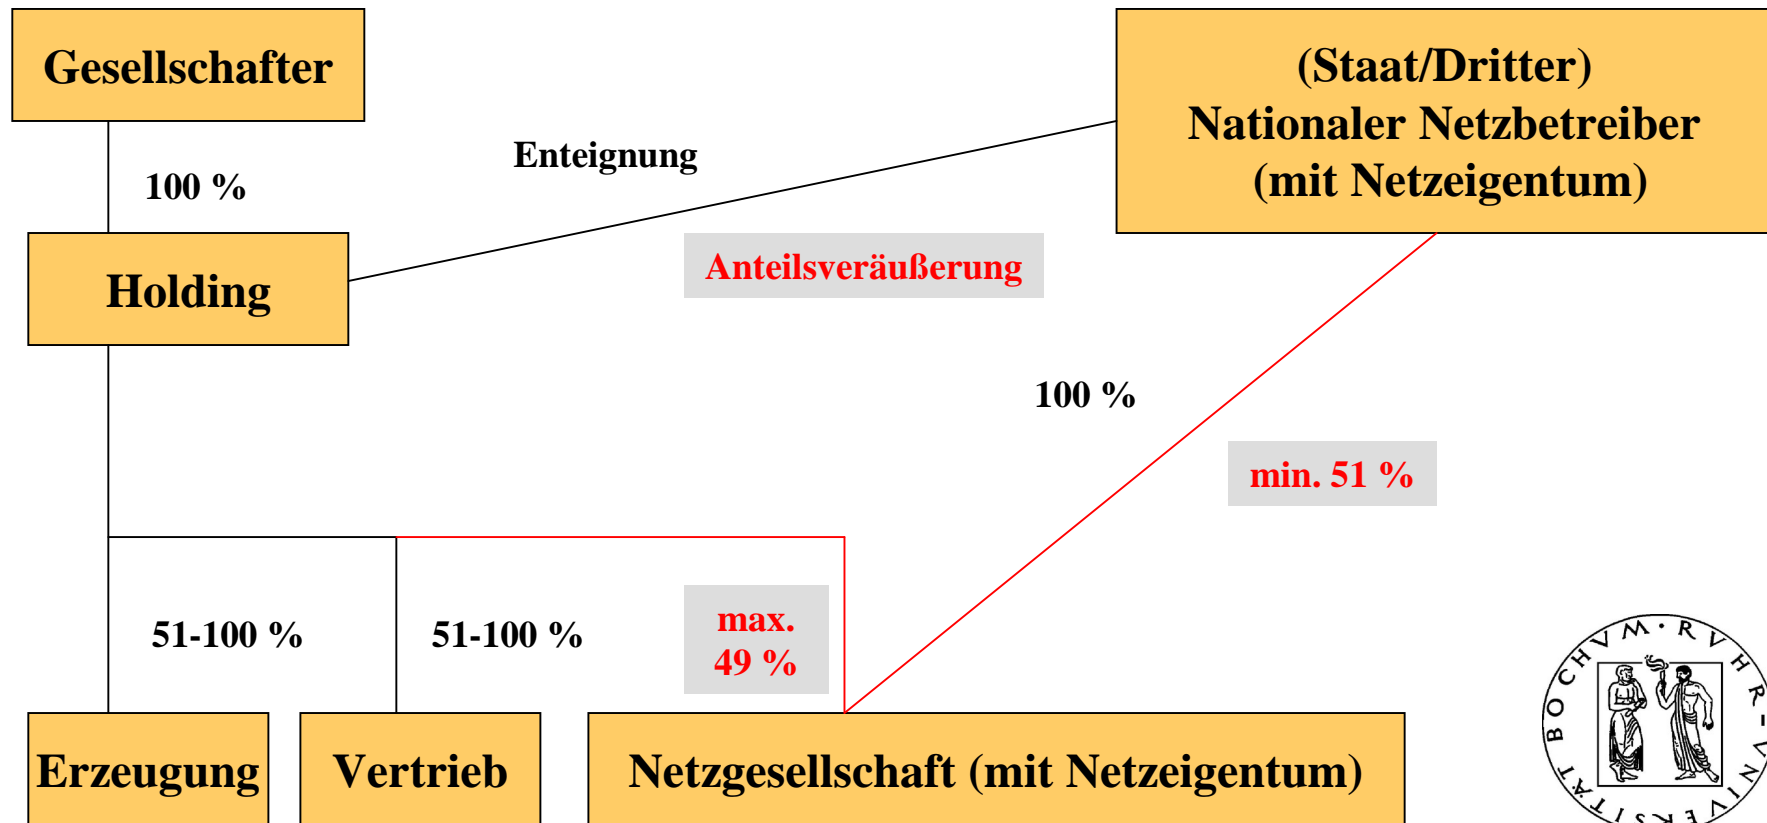 Gesellschafter
(Staat/Dritter)
Nationaler Netzbetreiber
(mit Netzeigentum)
Enteignung
100 %
Anteilsveräußerung
Holding
100 %
min. 51 %
51-100 %
51-100 %
max.
49 %
Erzeugung
Vertrieb
Netzgesellschaft (mit Netzeigentum)
RVHR-VNIVERSITÄT BOCHVM